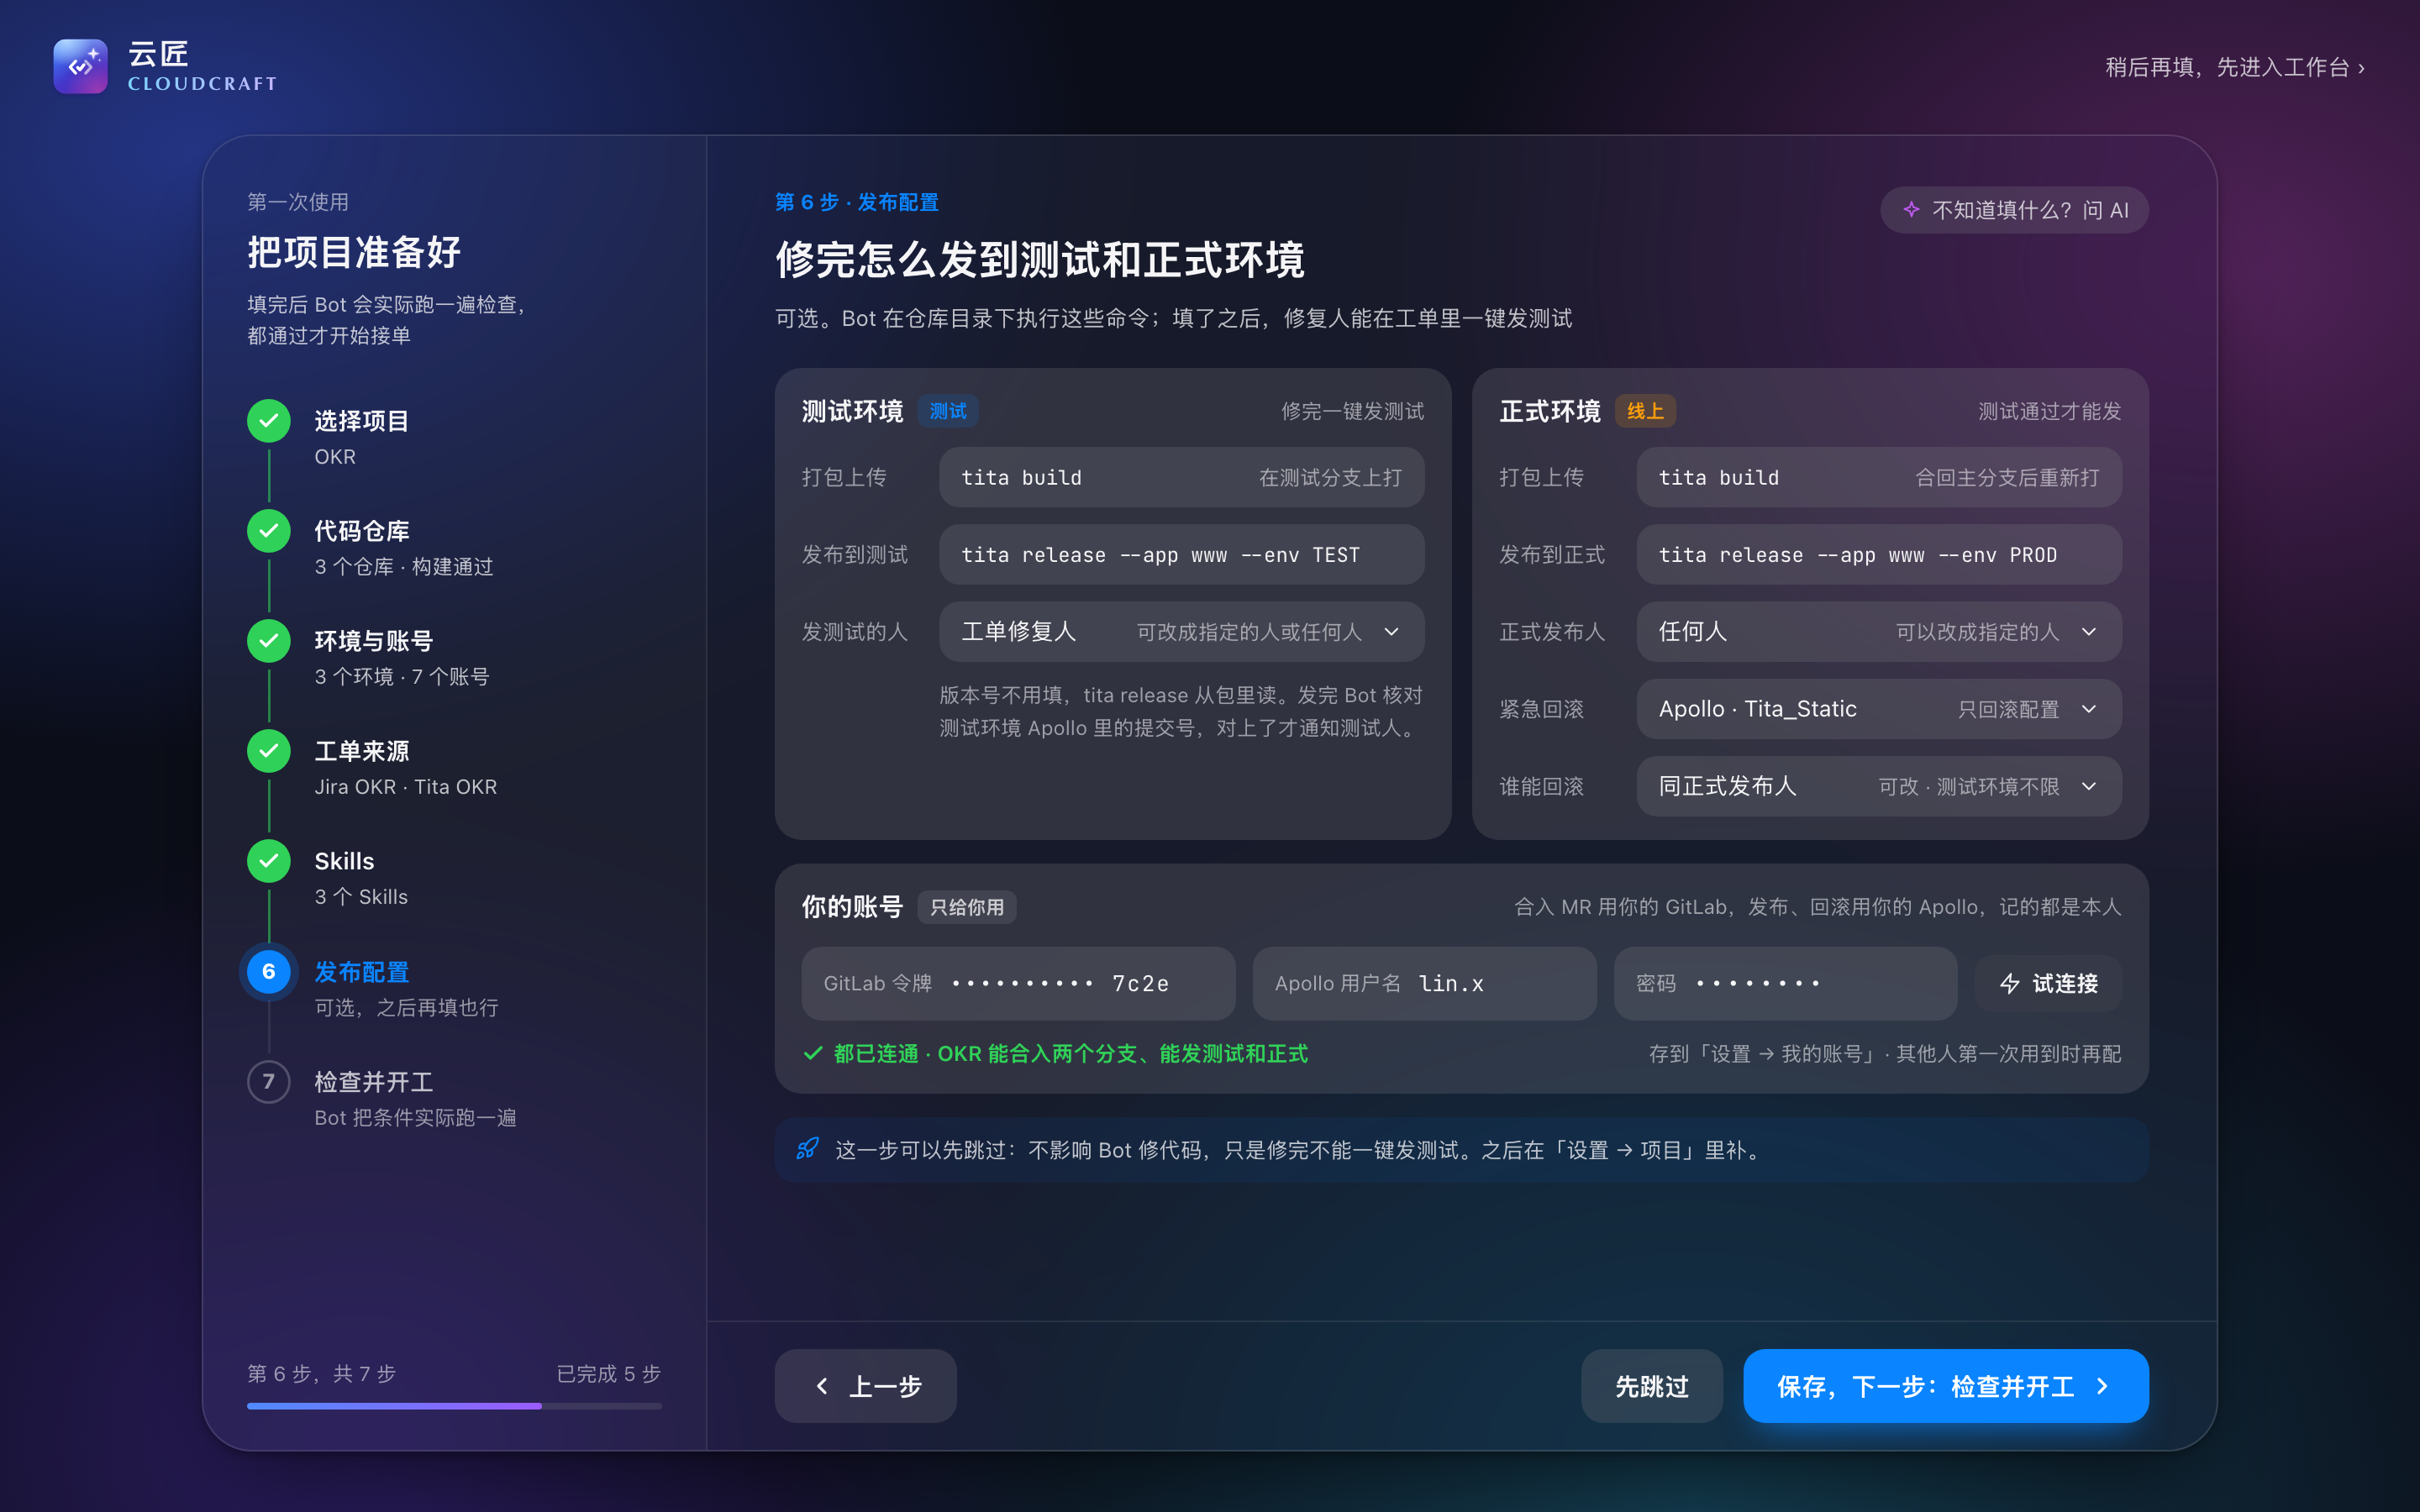 云匠
CLOUDCRAFT
稍后再填，先进入工作台 ›
第一次使用
把项目准备好
填完后 Bot 会实际跑一遍检查，
都通过才开始接单
选择项目
OKR
代码仓库
3 个仓库 · 构建通过
环境与账号
3 个环境 · 7 个账号
工单来源
Jira OKR · Tita OKR
Skills
3 个 Skills
6 发布配置
可选，之后再填也行
7 检查并开工
Bot 把条件实际跑一遍
第 6 步，共 7 步 已完成 5 步
第 6 步 · 发布配置
不知道填什么？问 AI
修完怎么发到测试和正式环境
可选。Bot 在仓库目录下执行这些命令；填了之后，修复人能在工单里一键发测试
测试环境 测试 修完一键发测试
打包上传 tita build 在测试分支上打
发布到测试 tita release --app www --env TEST
发测试的人 工单修复人 可改成指定的人或任何人
版本号不用填，tita release 从包里读。发完 Bot 核对
测试环境 Apollo 里的提交号，对上了才通知测试人。
正式环境 线上 测试通过才能发
打包上传 tita build 合回主分支后重新打
发布到正式 tita release --app www --env PROD
正式发布人 任何人 可以改成指定的人
紧急回滚 Apollo · Tita_Static 只回滚配置
谁能回滚 同正式发布人 可改 · 测试环境不限
你的账号 只给你用 合入 MR 用你的 GitLab，发布、回滚用你的 Apollo，记的都是本人
GitLab 令牌 •••••••••• 7c2e Apollo 用户名 lin.x 密码 •••••••• 试连接
都已连通 · OKR 能合入两个分支、能发测试和正式 存到「设置 → 我的账号」· 其他人第一次用到时再配
这一步可以先跳过：不影响 Bot 修代码，只是修完不能一键发测试。之后在「设置 → 项目」里补。
上一步 先跳过 保存，下一步：检查并开工